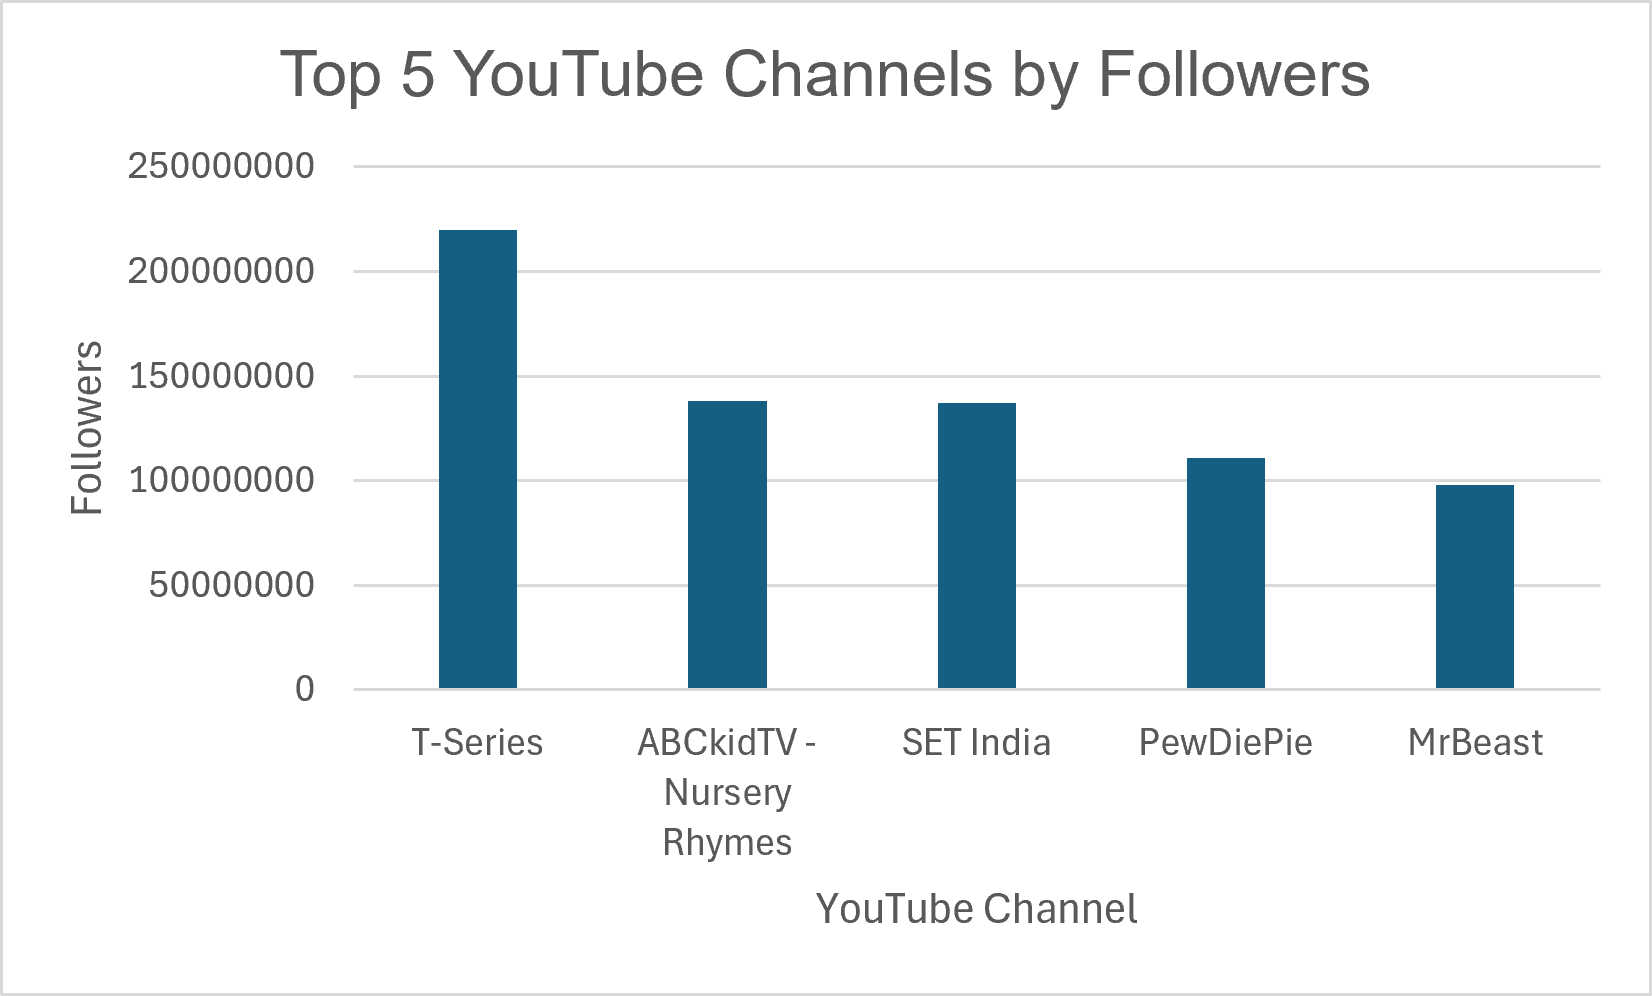 Top 5 YouTube Channels by Followers
250000000
200000000
150000000
100000000
50000000
0
Followers
T-Series
ABCkidTV -
Nursery
Rhymes
SET India
PewDiePie
MrBeast
YouTube Channel